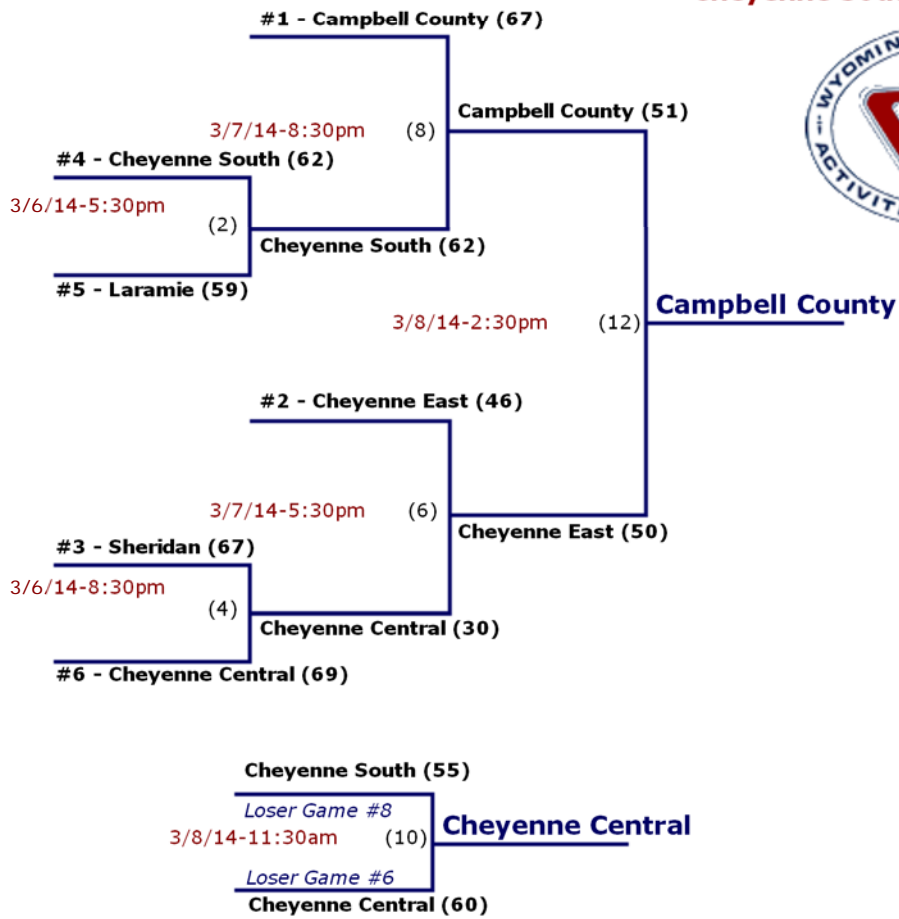 #1 - Campbell County (67)
3/7/14-8:30pm (8)
Campbell County (51)
#4 - Cheyenne South (62)
3/6/14-5:30pm (2)
Cheyenne South (62)
#5 - Laramie (59)
3/8/14-2:30pm (12)
Campbell County
#2 - Cheyenne East (46)
3/7/14-5:30pm (6)
Cheyenne East (50)
#3 - Sheridan (67)
3/6/14-8:30pm (4)
Cheyenne Central (30)
#6 - Cheyenne Central (69)
Cheyenne South (55)
Loser Game #8
3/8/14-11:30am (10)
Cheyenne Central
Loser Game #6
Cheyenne Central (60)